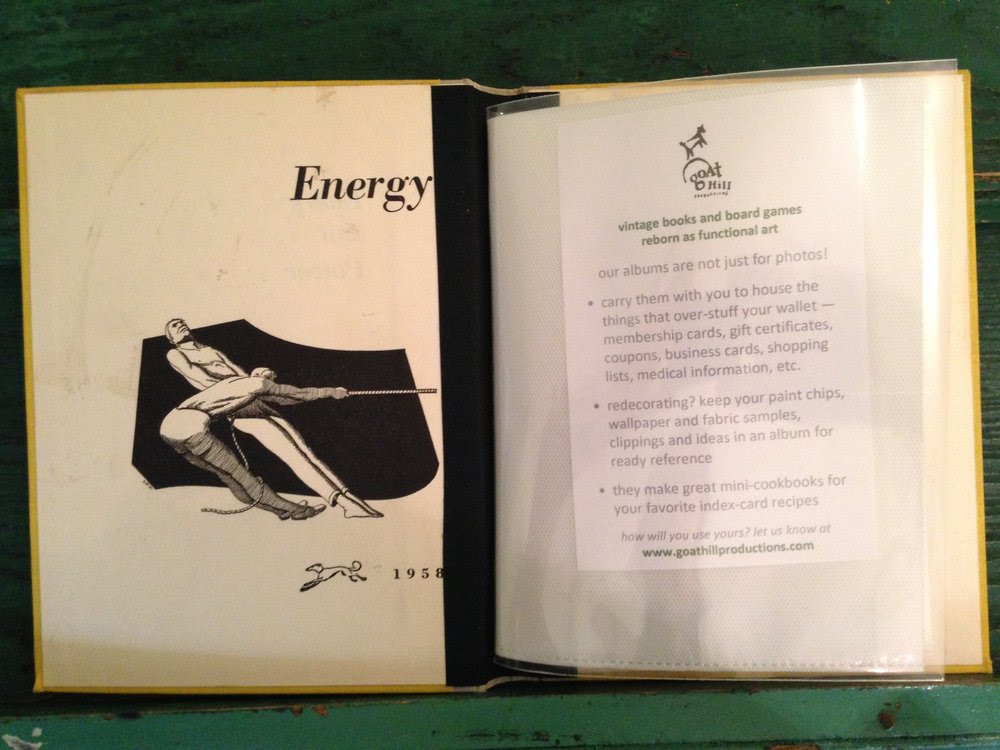 Energy
1958
goat
Hill
PRODUCTIONS
vintage books and board games
reborn as functional art
our albums are not just for photos!
• carry them with you to house the
things that over-stuff your wallet —
membership cards, gift certificates,
coupons, business cards, shopping
lists, medical information, etc.
• redecorating? keep your paint chips,
wallpaper and fabric samples,
clippings and ideas in an album for
ready reference
• they make great mini-cookbooks for
your favorite index-card recipes
how will you use yours? let us know at
www.goathillproductions.com